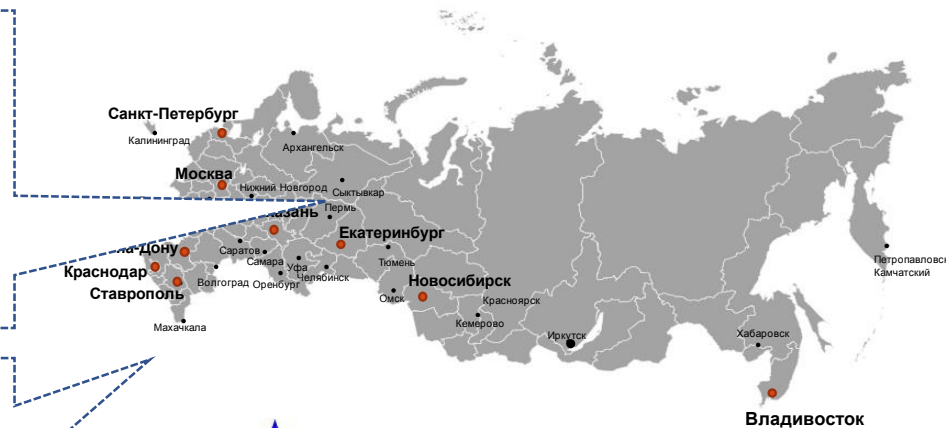 Санкт-Петербург
Калининград
Архангельск
Москва
Нижний Новгород
Сыктывкар
Пермь
Екатеринбург
Саратов
Самара
Уфа
Челябинск
Тюмень
Краснодар
Волгоград
Оренбург
Ставрополь
Новосибирск
Омск
Красноярск
Кемерово
Махачкала
Иркутск
Хабаровск
Петропавловск
Камчатский
Владивосток